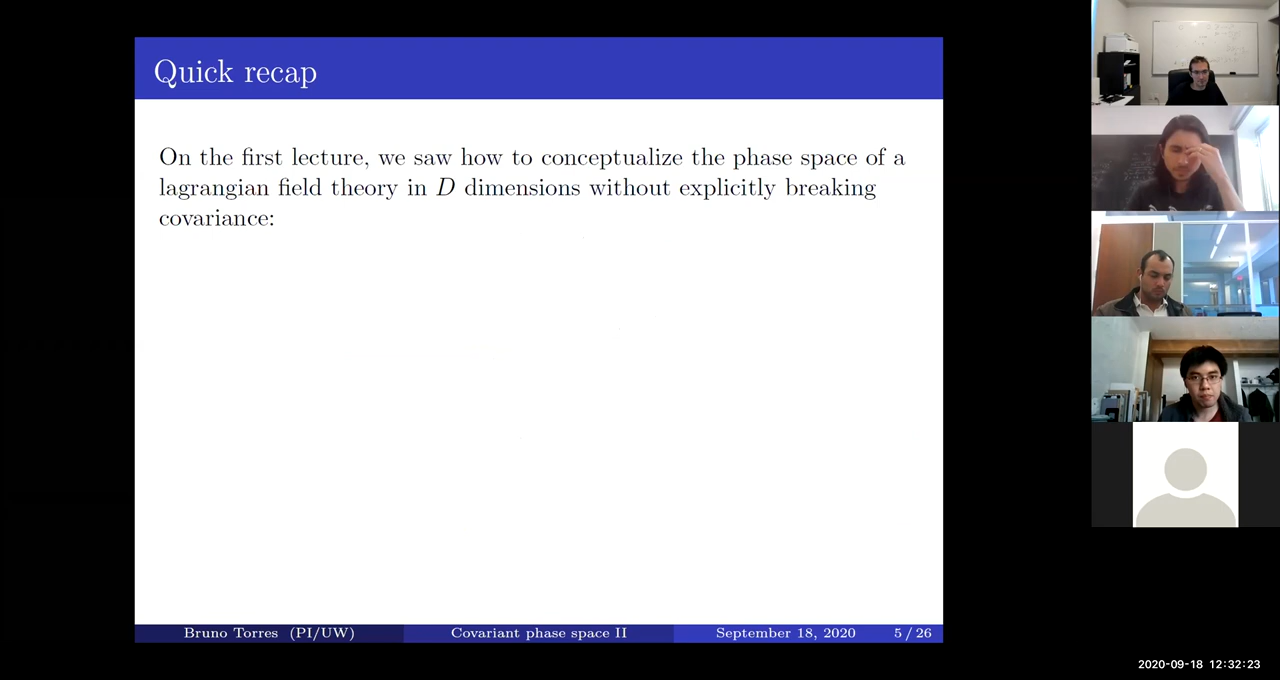 Quick recap
On the first lecture, we saw how to conceptualize the phase space of a
lagrangian field theory in D dimensions without explicitly breaking
covariance:
Bruno Torres (PI/UW) Covariant phase space II September 18, 2020 5 / 26
2020-09-18 12:32:23